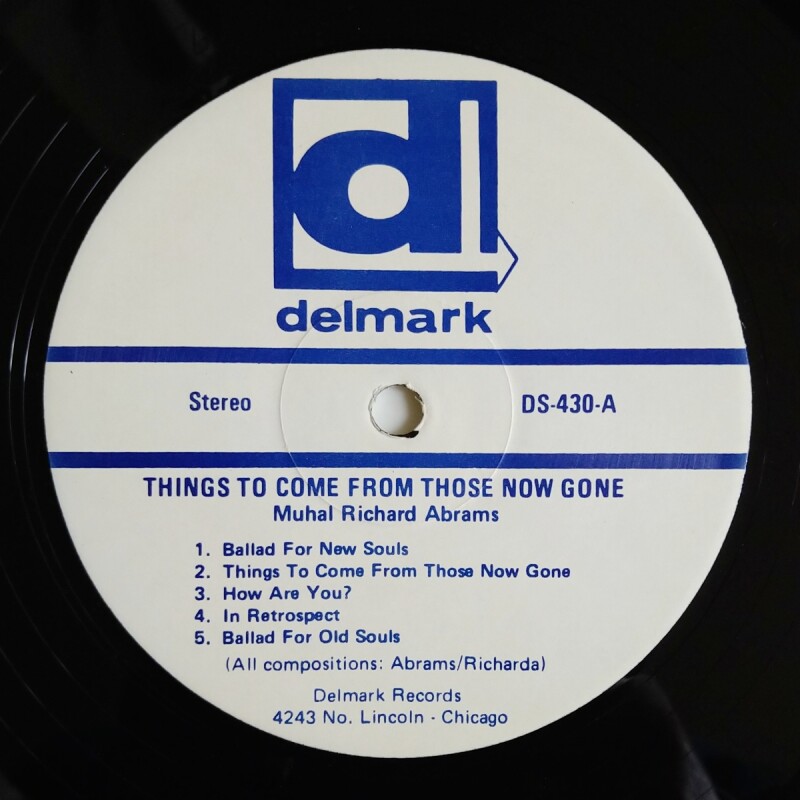 delmark
Stereo DS-430-A
THINGS TO COME FROM THOSE NOW GONE
Muhal Richard Abrams
1. Ballad For New Souls
2. Things To Come From Those Now Gone
3. How Are You?
4. In Retrospect
5. Ballad For Old Souls
(All compositions: Abrams/Richarda)
Delmark Records
4243 No. Lincoln - Chicago